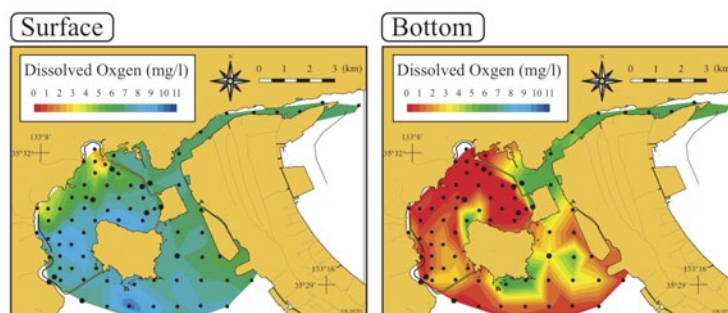 Surface
Dissolved Oxgen (mg/l)
0 1 2 3 4 5 6 7 8 9 10 11
N
0 1 2 3 (km)
133°8'
35°32'
133°16'
35°29'
Bottom
Dissolved Oxgen (mg/l)
0 1 2 3 4 5 6 7 8 9 10 11
N
0 1 2 3 (km)
133°8'
35°32'
133°16'
35°29'